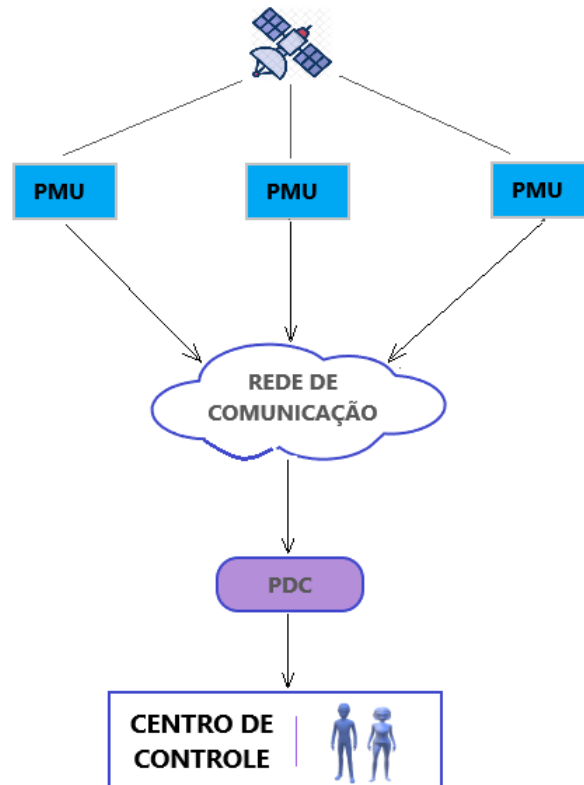 PMU
PMU
PMU
REDE DE
COMUNICAÇÃO
PDC
CENTRO DE
CONTROLE